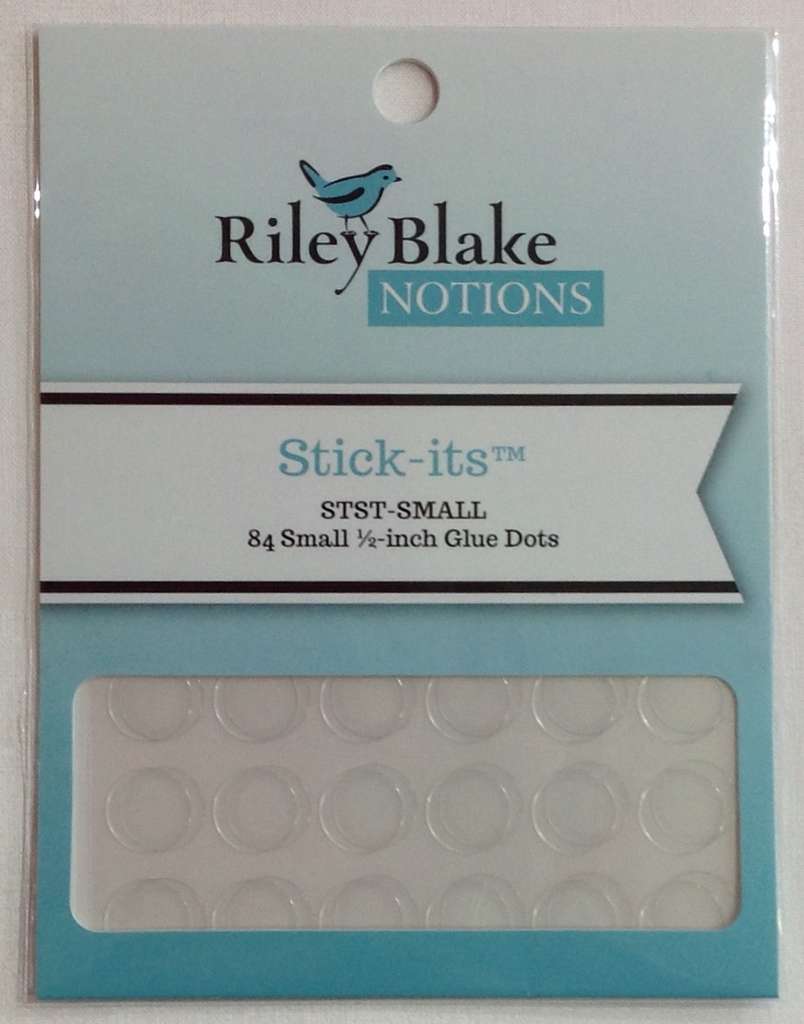 Riley Blake
NOTIONS
Stick-its™
STST-SMALL
84 Small ½-inch Glue Dots